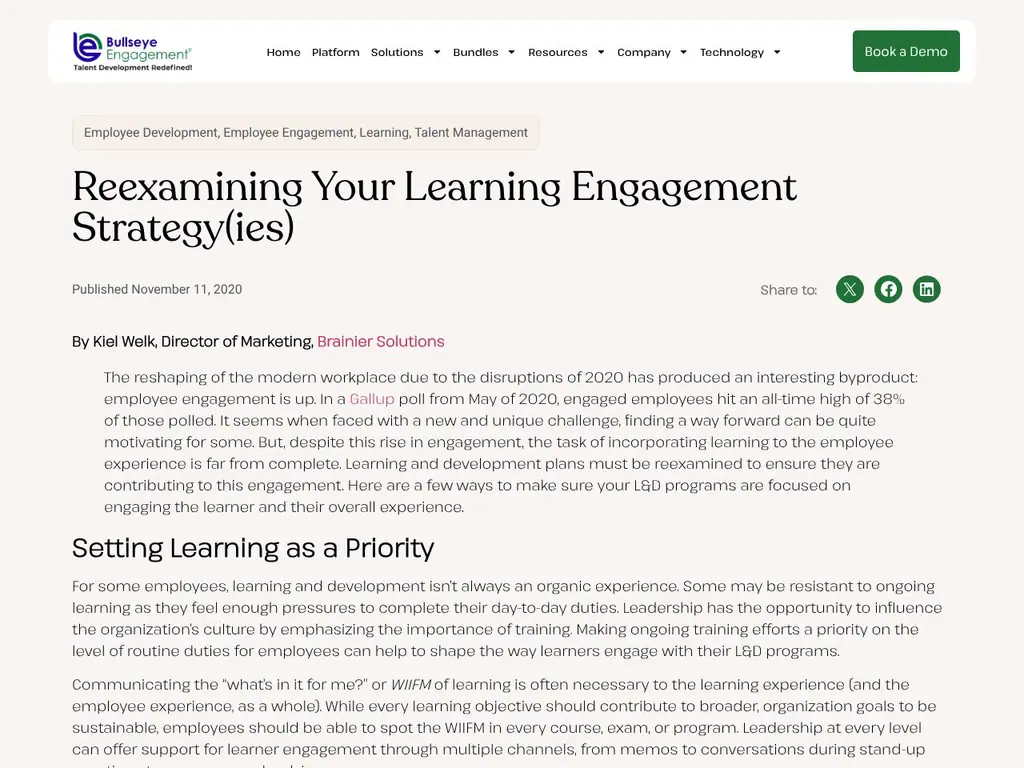 Bullseye
Engagement®
Talent Development Redefined!
Home Platform Solutions Bundles Resources Company Technology
Book a Demo
Employee Development, Employee Engagement, Learning, Talent Management
Reexamining Your Learning Engagement
Strategy(ies)
Published November 11, 2020
Share to:
By Kiel Welk, Director of Marketing, Brainier Solutions
The reshaping of the modern workplace due to the disruptions of 2020 has produced an interesting byproduct:
employee engagement is up. In a Gallup poll from May of 2020, engaged employees hit an all-time high of 38%
of those polled. It seems when faced with a new and unique challenge, finding a way forward can be quite
motivating for some. But, despite this rise in engagement, the task of incorporating learning to the employee
experience is far from complete. Learning and development plans must be reexamined to ensure they are
contributing to this engagement. Here are a few ways to make sure your L&D programs are focused on
engaging the learner and their overall experience.
Setting Learning as a Priority
For some employees, learning and development isn't always an organic experience. Some may be resistant to ongoing
learning as they feel enough pressures to complete their day-to-day duties. Leadership has the opportunity to influence
the organization's culture by emphasizing the importance of training. Making ongoing training efforts a priority on the
level of routine duties for employees can help to shape the way learners engage with their L&D programs.
Communicating the “what's in it for me?” or WIIFM of learning is often necessary to the learning experience (and the
employee experience, as a whole). While every learning objective should contribute to broader, organization goals to be
sustainable, employees should be able to spot the WIIFM in every course, exam, or program. Leadership at every level
can offer support for learner engagement through multiple channels, from memos to conversations during stand-up